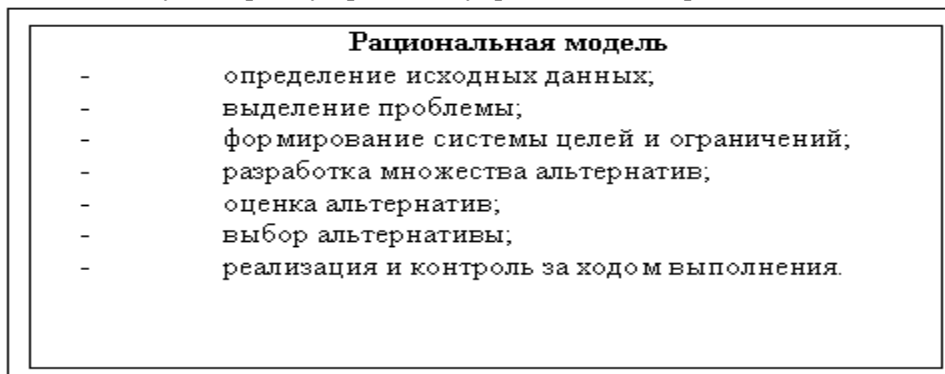 Рациональная модель
- определение исходных данных;
- выделение проблемы;
- формирование системы целей и ограничений;
- разработка множества альтернатив;
- оценка альтернатив;
- выбор альтернативы;
- реализация и контроль за ходом выполнения.